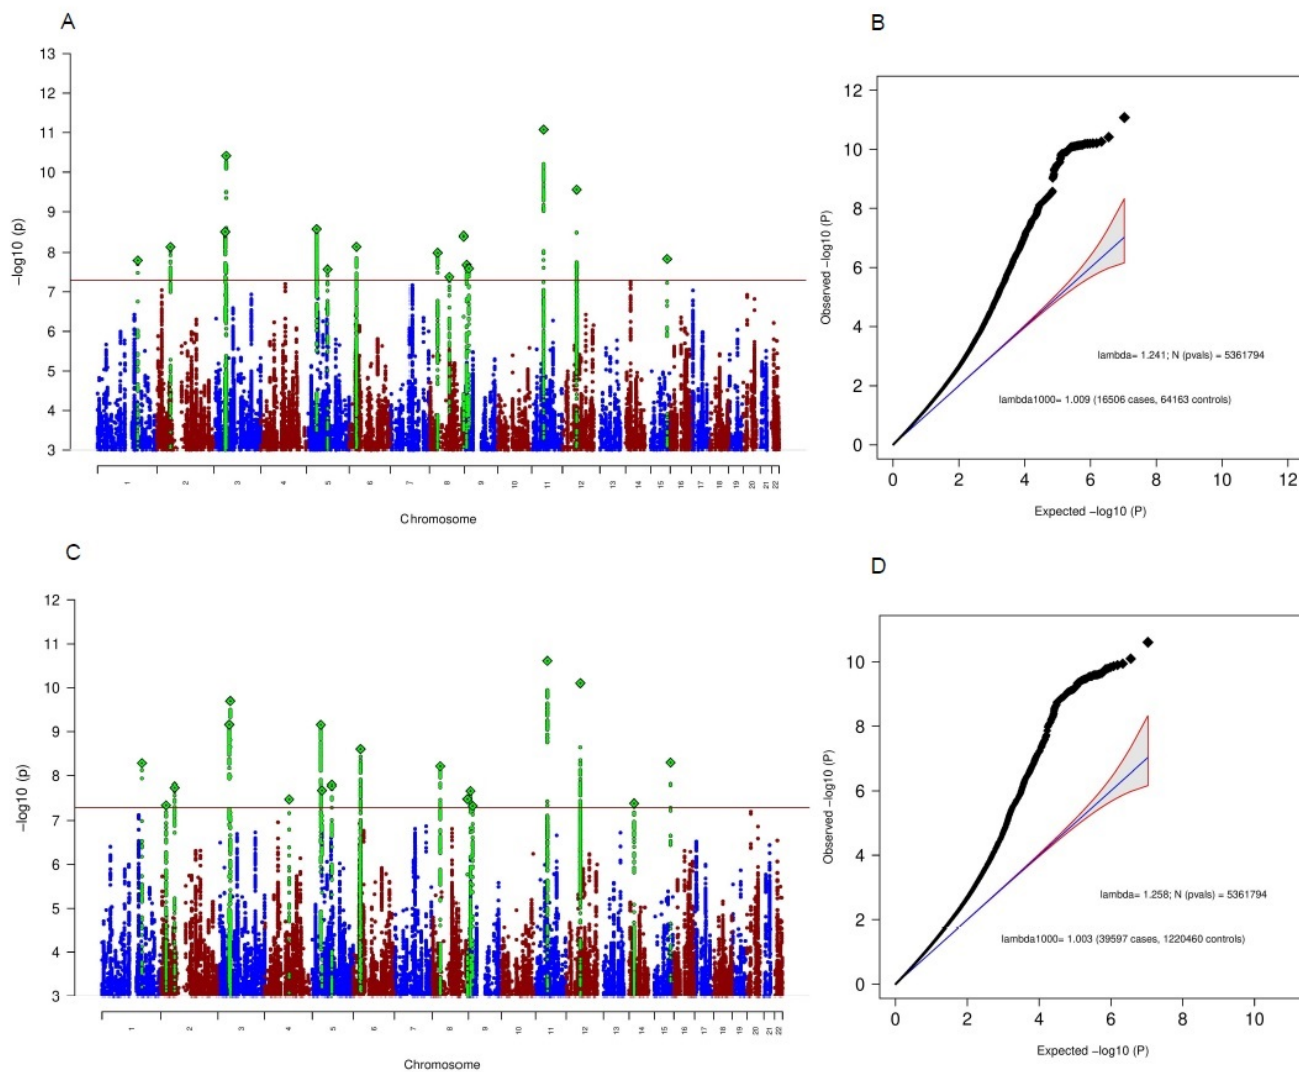 A
13
12
11
10
9
8
7
6
5
4
3
−log10 (p)
1 2 3 4 5 6 7 8 9 10 11 12 13 14 15 16 17 18 19 20 21 22
Chromosome
B
12
10
8
6
4
2
0
Observed −log10 (P)
lambda= 1.241; N (pvals) = 5361794
lambda1000= 1.009 (16506 cases, 64163 controls)
0 2 4 6 8 10 12
Expected −log10 (P)
C
12
11
10
9
8
7
6
5
4
3
−log10 (p)
1 2 3 4 5 6 7 8 9 10 11 12 13 14 15 16 17 18 19 20 21 22
Chromosome
D
10
8
6
4
2
0
Observed −log10 (P)
lambda= 1.258; N (pvals) = 5361794
lambda1000= 1.003 (39597 cases, 1220460 controls)
0 2 4 6 8 10
Expected −log10 (P)